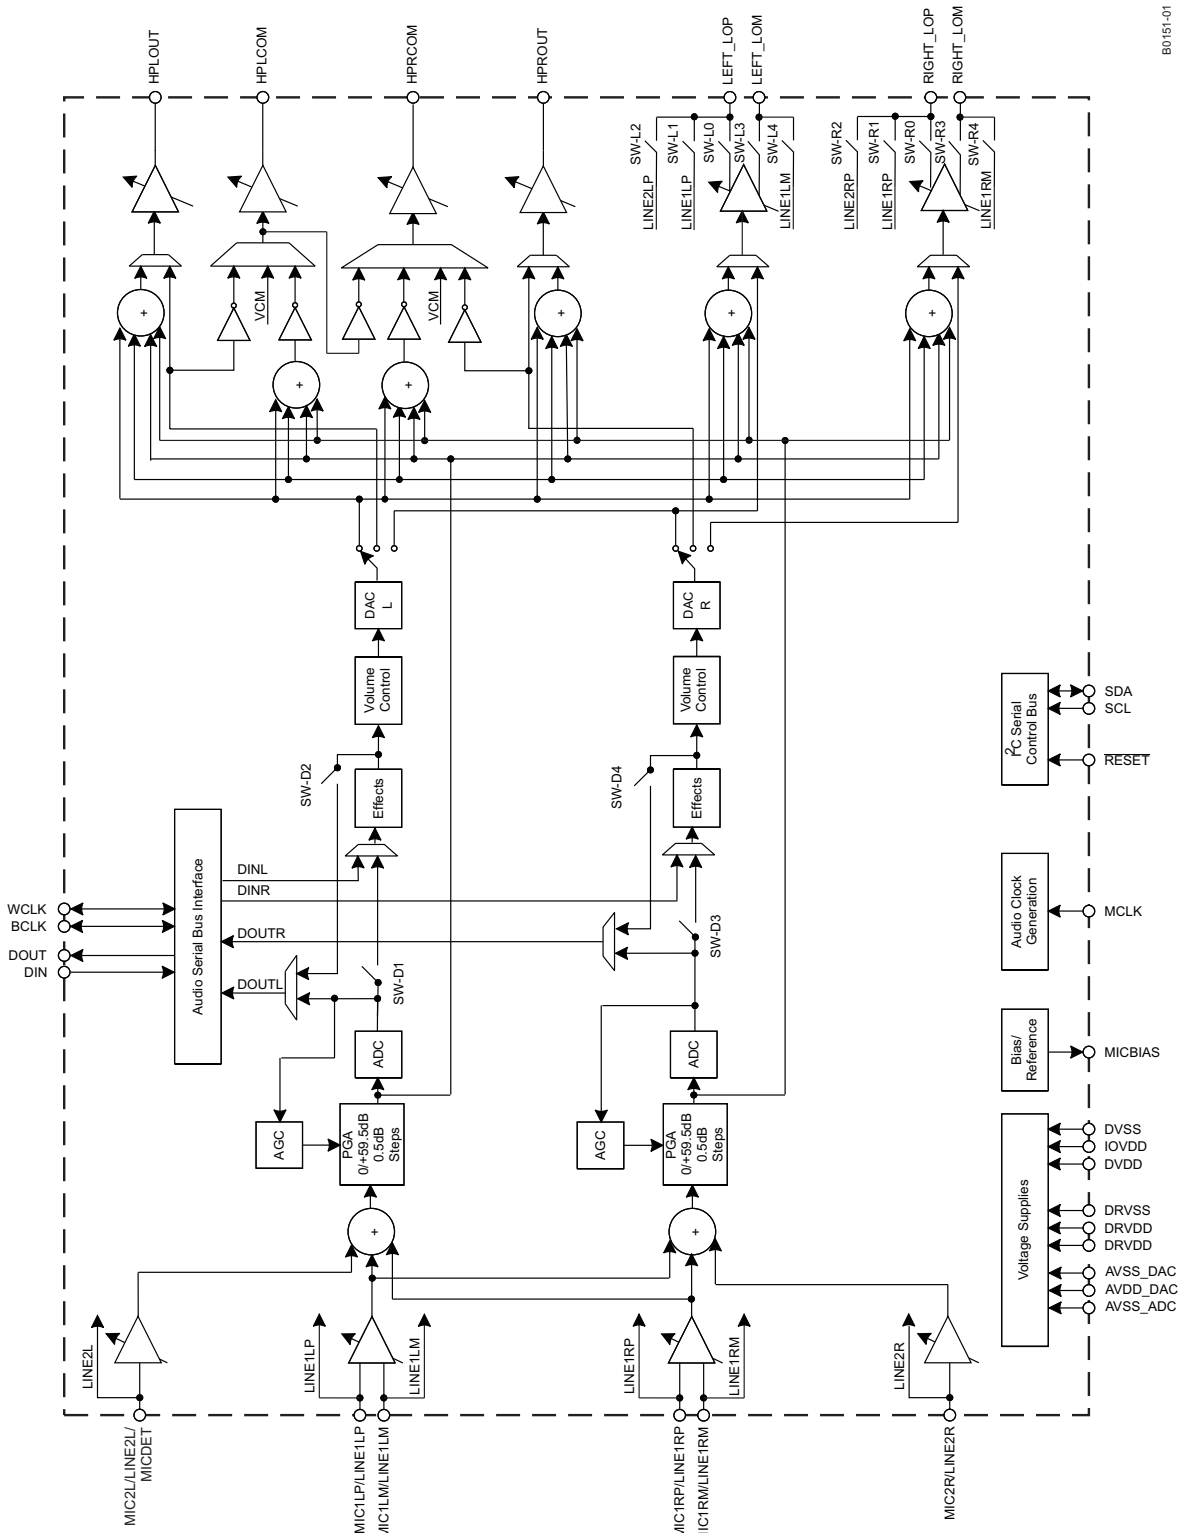 B0151-01
HPLOUT
HPLCOM
HPRCOM
HPROUT
LEFT_LOP
LEFT_LOM
RIGHT_LOP
RIGHT_LOM
SW-L2
SW-L1
SW-L0
SW-L3
SW-L4
SW-R2
SW-R1
SW-R0
SW-R3
SW-R4
LINE2LP
LINE1LP
LINE1LM
LINE2RP
LINE1RP
LINE1RM
VCM
VCM
+
+
+
+
+
+
DAC
L
DAC
R
Volume
Control
Volume
Control
SW-D2
SW-D4
Effects
Effects
I2C Serial
Control Bus
SDA
SCL
RESET
Audio Serial Bus Interface
WCLK
BCLK
DOUT
DIN
DINL
DINR
DOUTR
DOUTL
SW-D1
SW-D3
Audio Clock
Generation
MCLK
ADC
ADC
Bias/
Reference
MICBIAS
AGC
PGA
0/+59.5dB
0.5dB
Steps
AGC
PGA
0/+59.5dB
0.5dB
Steps
Voltage Supplies
DVSS
IOVDD
DVDD
DRVSS
DRVDD
DRVDD
AVSS_DAC
AVDD_DAC
AVSS_ADC
+
+
LINE2L
LINE1LP
LINE1LM
LINE1RP
LINE1RM
LINE2R
MIC2L/LINE2L/
MICDET
MIC1LP/LINE1LP
MIC1LM/LINE1LM
MIC1RP/LINE1RP
MIC1RM/LINE1RM
MIC2R/LINE2R